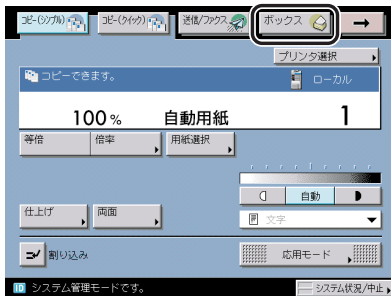 コピー(シンプル) コピー(クイック) 送信/ファクス ボックス
プリンタ選択
コピーできます。 ローカル
100 % 自動用紙 1
等倍 倍率 用紙選択
自動
仕上げ 両面 文字
割り込み 応用モード
ID システム管理モードです。 システム状況/中止